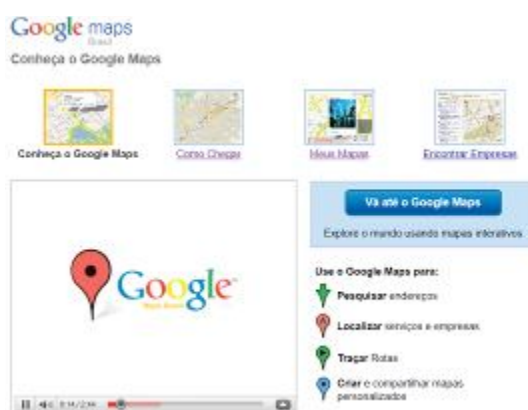 Google maps
Brasil
Conheça o Google Maps
Conheça o Google Maps
Como Chegar
Meus Mapas
Encontrar Empresas
Vá até o Google Maps
Explore o mundo usando mapas interativos
Google
Use o Google Maps para:
Pesquisar endereços
Localizar serviços e empresas
Traçar Rotas
Criar e compartilhar mapas
personalizados